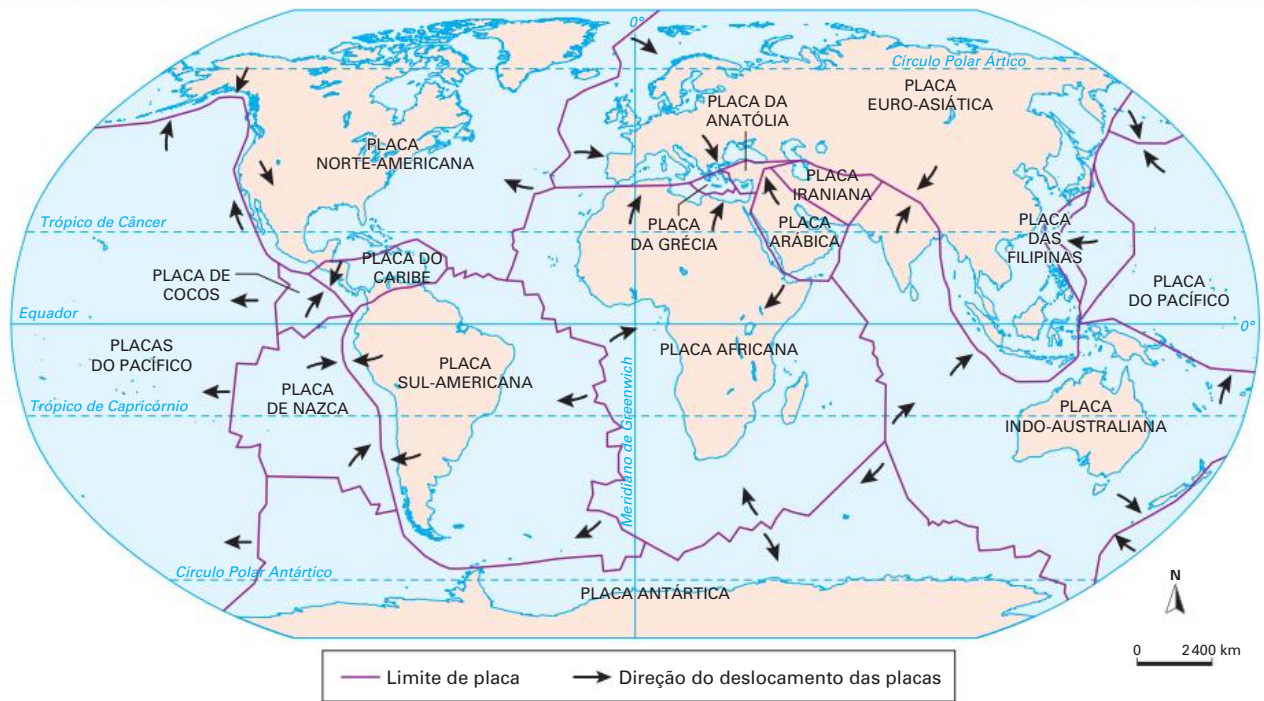 0°
Círculo Polar Ártico
PLACA
EURO-ASIÁTICA
PLACA DA
ANATÓLIA
PLACA
NORTE-AMERICANA
PLACA
IRANIANA
Trópico de Câncer
PLACA
DA GRÉCIA
PLACA
ARÁBICA
PLACA
DAS
FILIPINAS
PLACA DO
CARIBE
PLACA DE
COCOS
PLACA
DO PACÍFICO
Equador
0°
PLACAS
DO PACÍFICO
PLACA
SUL-AMERICANA
PLACA AFRICANA
PLACA
DE NAZCA
Trópico de Capricórnio
PLACA
INDO-AUSTRALIANA
Meridiano de Greenwich
Círculo Polar Antártico
PLACA ANTÁRTICA
N
0 2 400 km
Limite de placa
Direção do deslocamento das placas